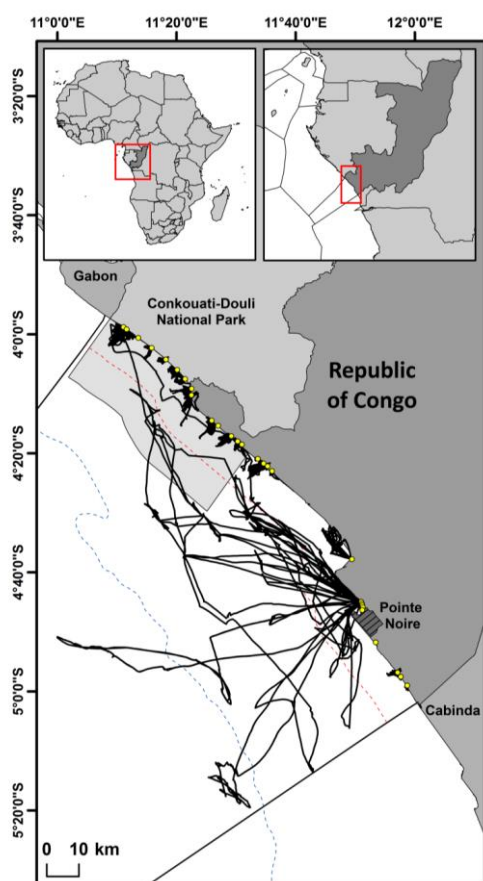 11°0'0"E 11°20'0"E 11°40'0"E 12°0'0"E
3°20'0"S
3°40'0"S
4°0'0"S
4°20'0"S
4°40'0"S
5°0'0"S
5°20'0"S
Gabon
Conkouati-Douli
National Park
Republic
of Congo
Pointe
Noire
Cabinda
0 10 km